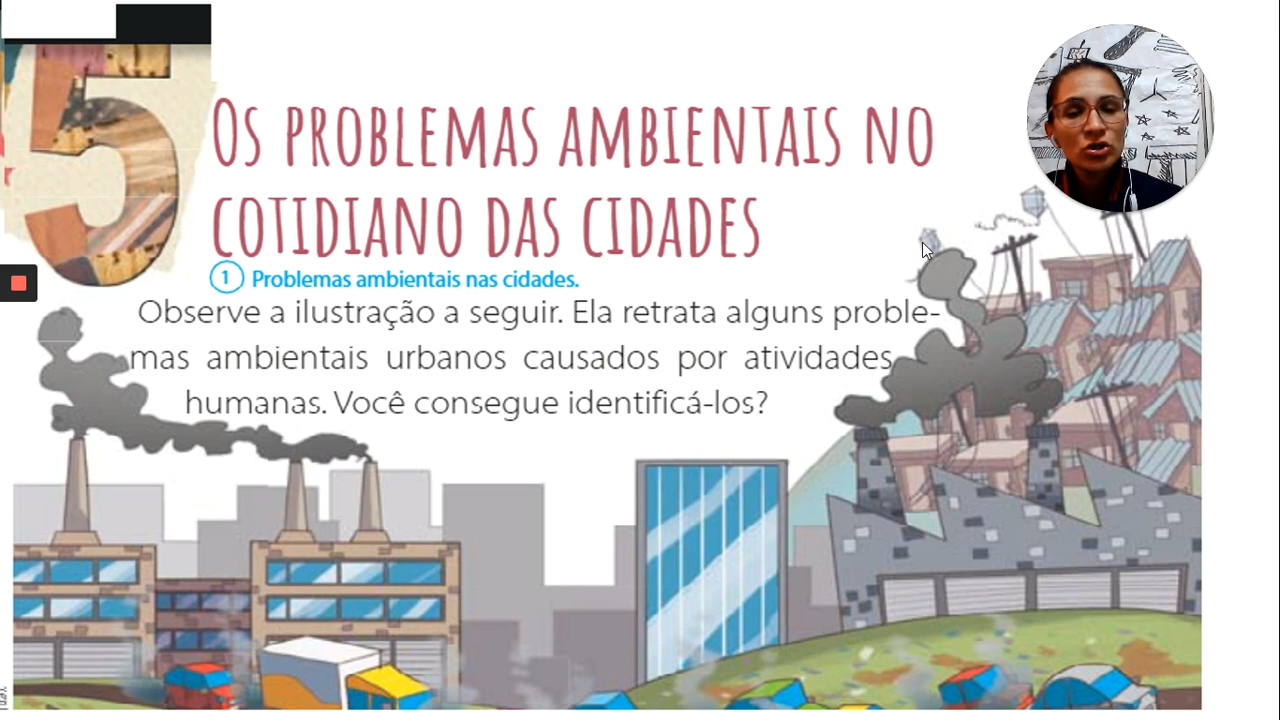 5
Os problemas ambientais no
cotidiano das cidades
1 Problemas ambientais nas cidades.
Observe a ilustração a seguir. Ela retrata alguns proble-
mas ambientais urbanos causados por atividades
humanas. Você consegue identificá-los?